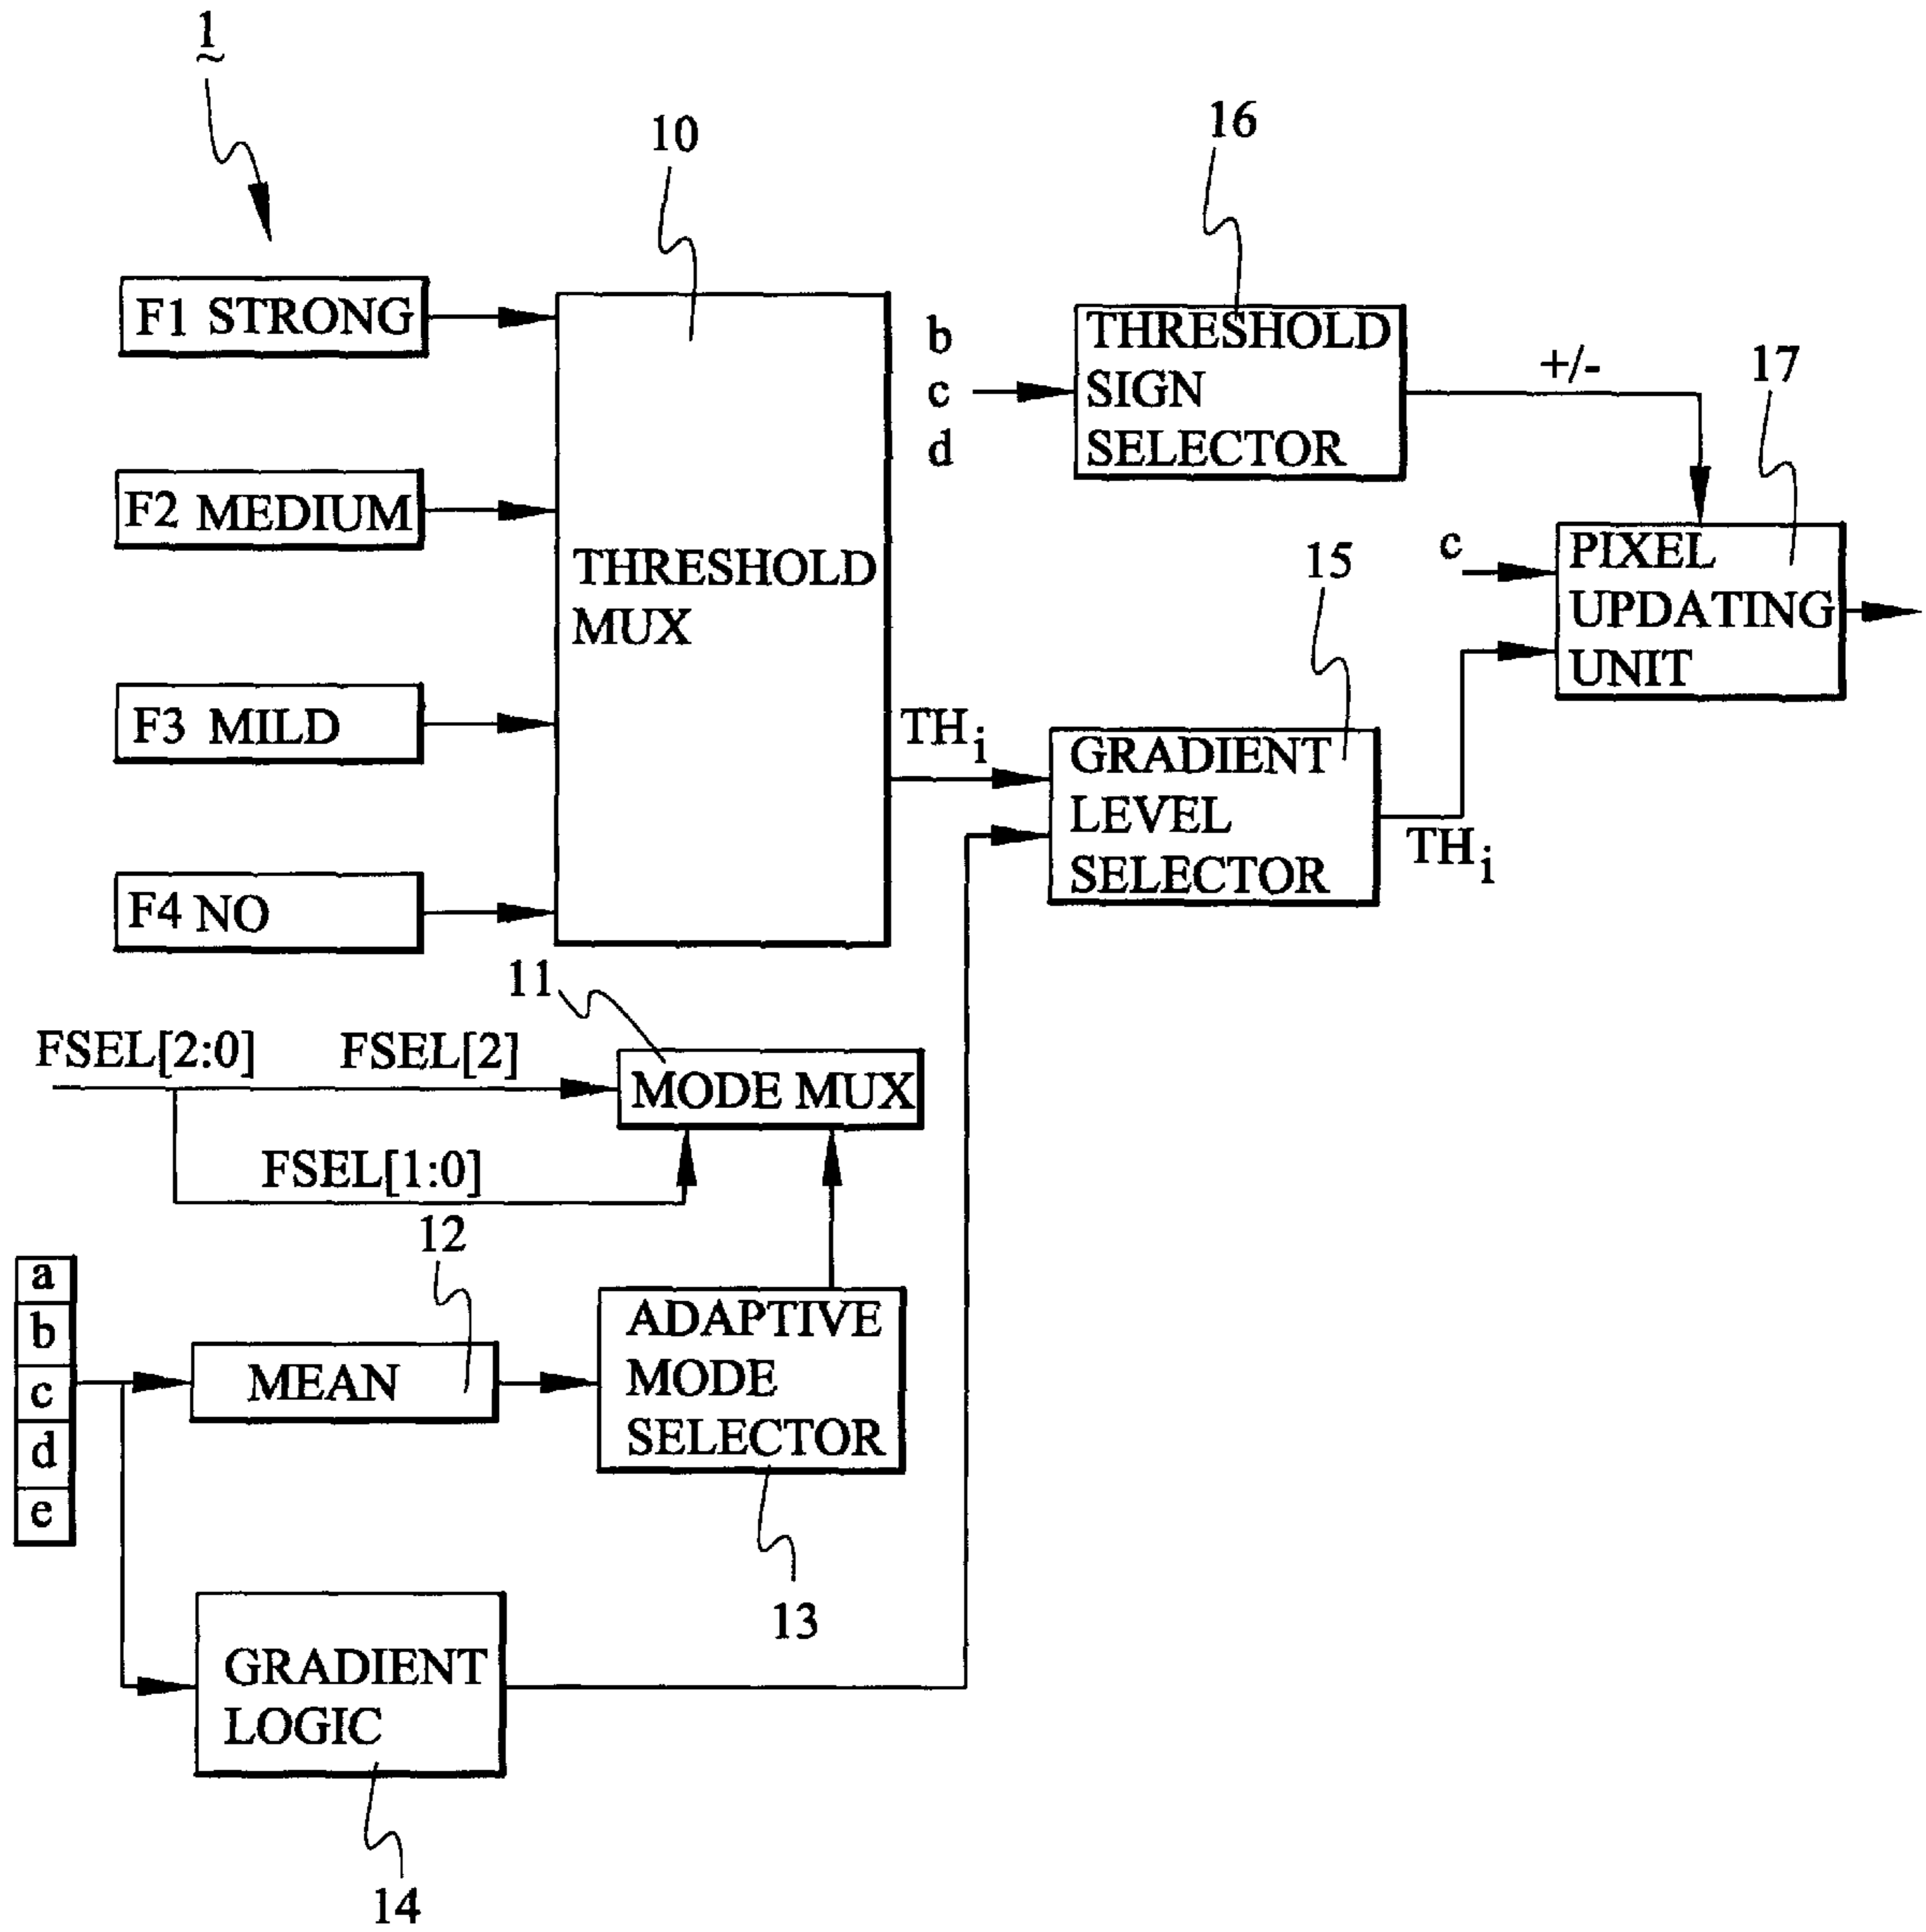 1
10
16
F1 STRONG
THRESHOLD
SIGN
SELECTOR
b
c
d
+/-
17
F2 MEDIUM
THRESHOLD
MUX
c
PIXEL
UPDATING
UNIT
15
F3 MILD
THi
GRADIENT
LEVEL
SELECTOR
THi
F4 NO
11
FSEL[2:0]
FSEL[2]
MODE MUX
FSEL[1:0]
12
a
b
c
d
e
MEAN
ADAPTIVE
MODE
SELECTOR
13
GRADIENT
LOGIC
14